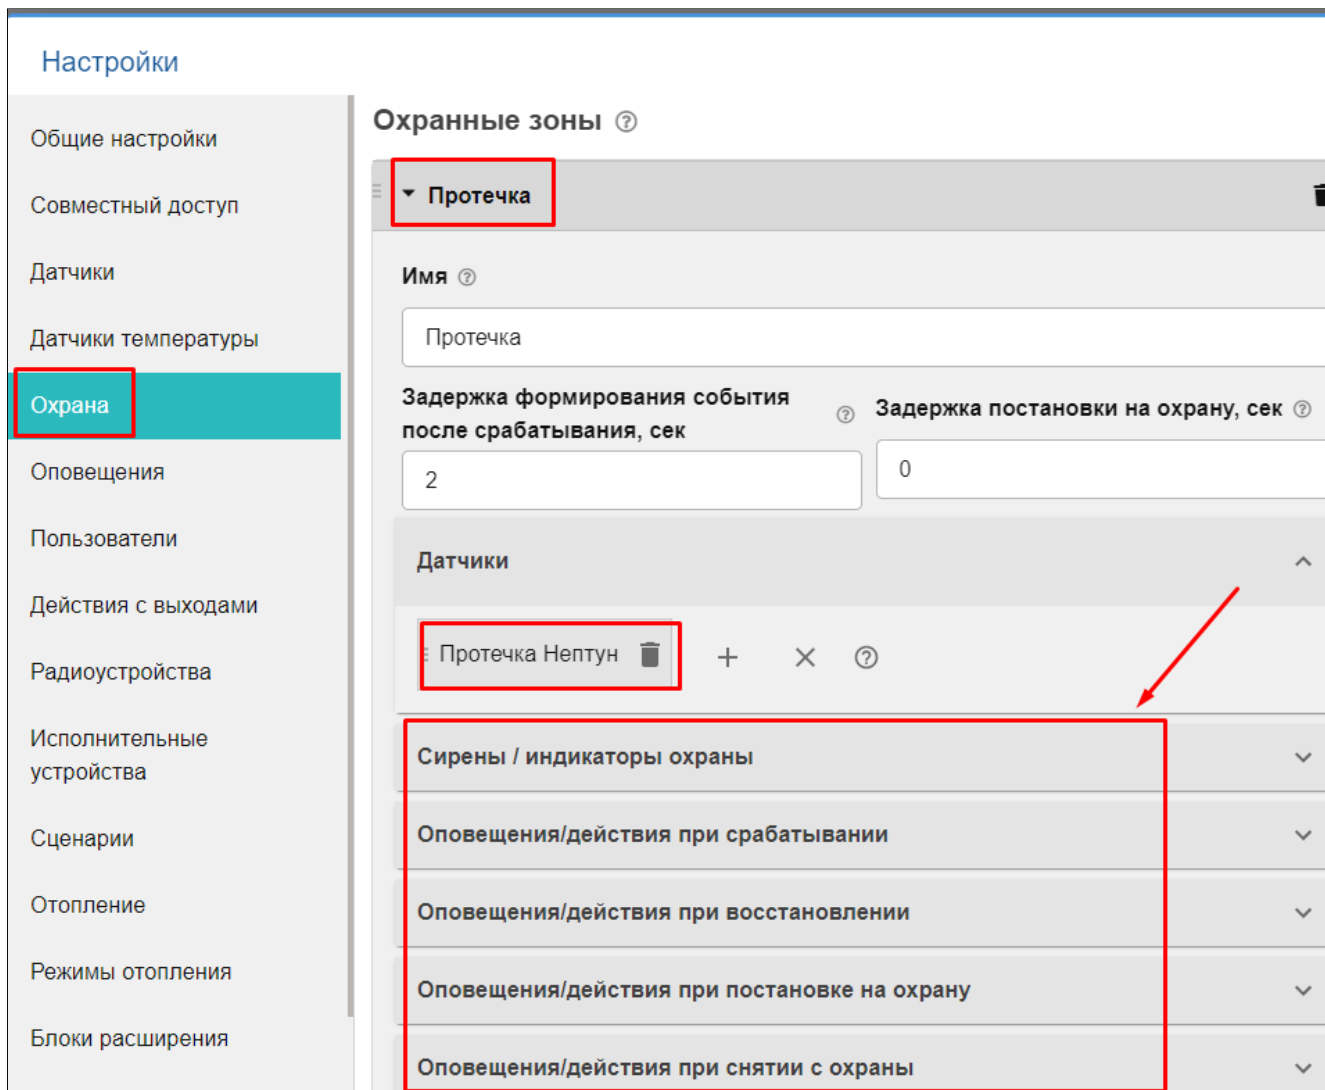 Настройки
Общие настройки
Совместный доступ
Датчики
Датчики температуры
Охрана
Оповещения
Пользователи
Действия с выходами
Радиоустройства
Исполнительные
устройства
Сценарии
Отопление
Режимы отопления
Блоки расширения
Охранные зоны
Протечка
Имя
Протечка
Задержка формирования события
после срабатывания, сек
2
Задержка постановки на охрану, сек
0
Датчики
Протечка Нептун
Сирены / индикаторы охраны
Оповещения/действия при срабатывании
Оповещения/действия при восстановлении
Оповещения/действия при постановке на охрану
Оповещения/действия при снятии с охраны